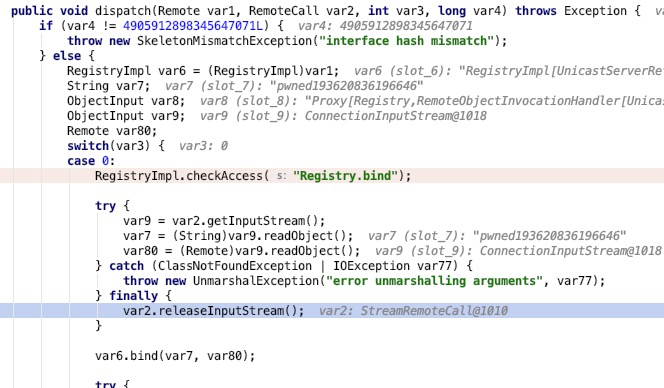 public void dispatch(Remote var1, RemoteCall var2, int var3, long var4) throws Exception {
if (var4 != 4905912898345647071L) { var4: 4905912898345647071
throw new SkeletonMismatchException("interface hash mismatch");
} else {
RegistryImpl var6 = (RegistryImpl)var1; var6 (slot_6): "RegistryImpl[UnicastServerRe
String var7; var7 (slot_7): "pwned193620836196646"
ObjectInput var8; var8 (slot_8): "Proxy[Registry,RemoteObjectInvocationHandler[Unicas
ObjectInput var9; var9 (slot_9): ConnectionInputStream@1018
Remote var80;
switch(var3) { var3: 0
case 0:
RegistryImpl.checkAccess( s: "Registry.bind");
try {
var9 = var2.getInputStream();
var7 = (String)var9.readObject(); var7 (slot_7): "pwned193620836196646"
var80 = (Remote)var9.readObject(); var9 (slot_9): ConnectionInputStream@1018
} catch (ClassNotFoundException | IOException var77) {
throw new UnmarshalException("error unmarshalling arguments", var77);
} finally {
var2.releaseInputStream(); var2: StreamRemoteCall@1010
}
var6.bind(var7, var80);
try {